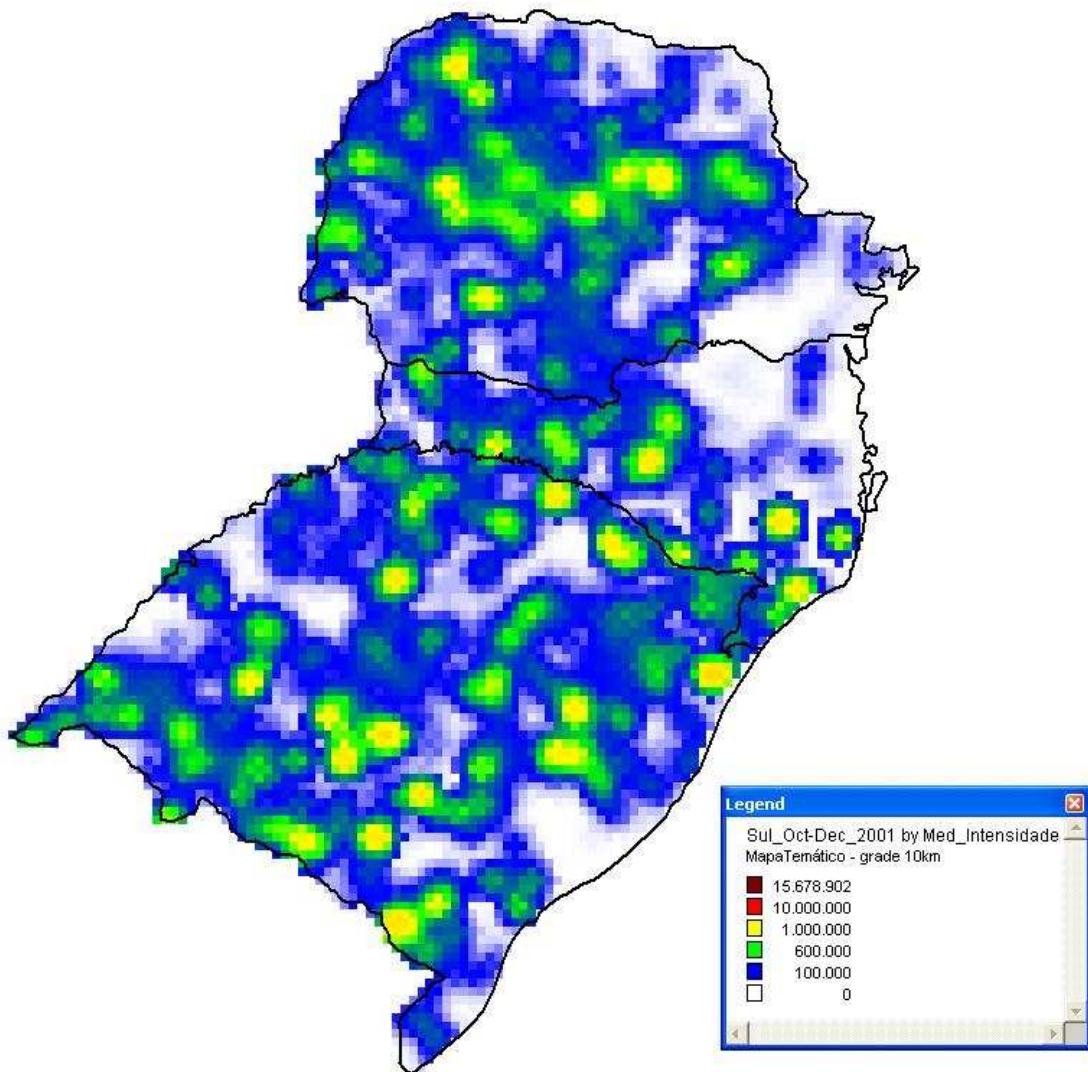 Legend
Sul_Oct-Dec_2001 by Med_Intensidade
MapaTemático - grade 10km
15.678.902
10.000.000
1.000.000
600.000
100.000
0